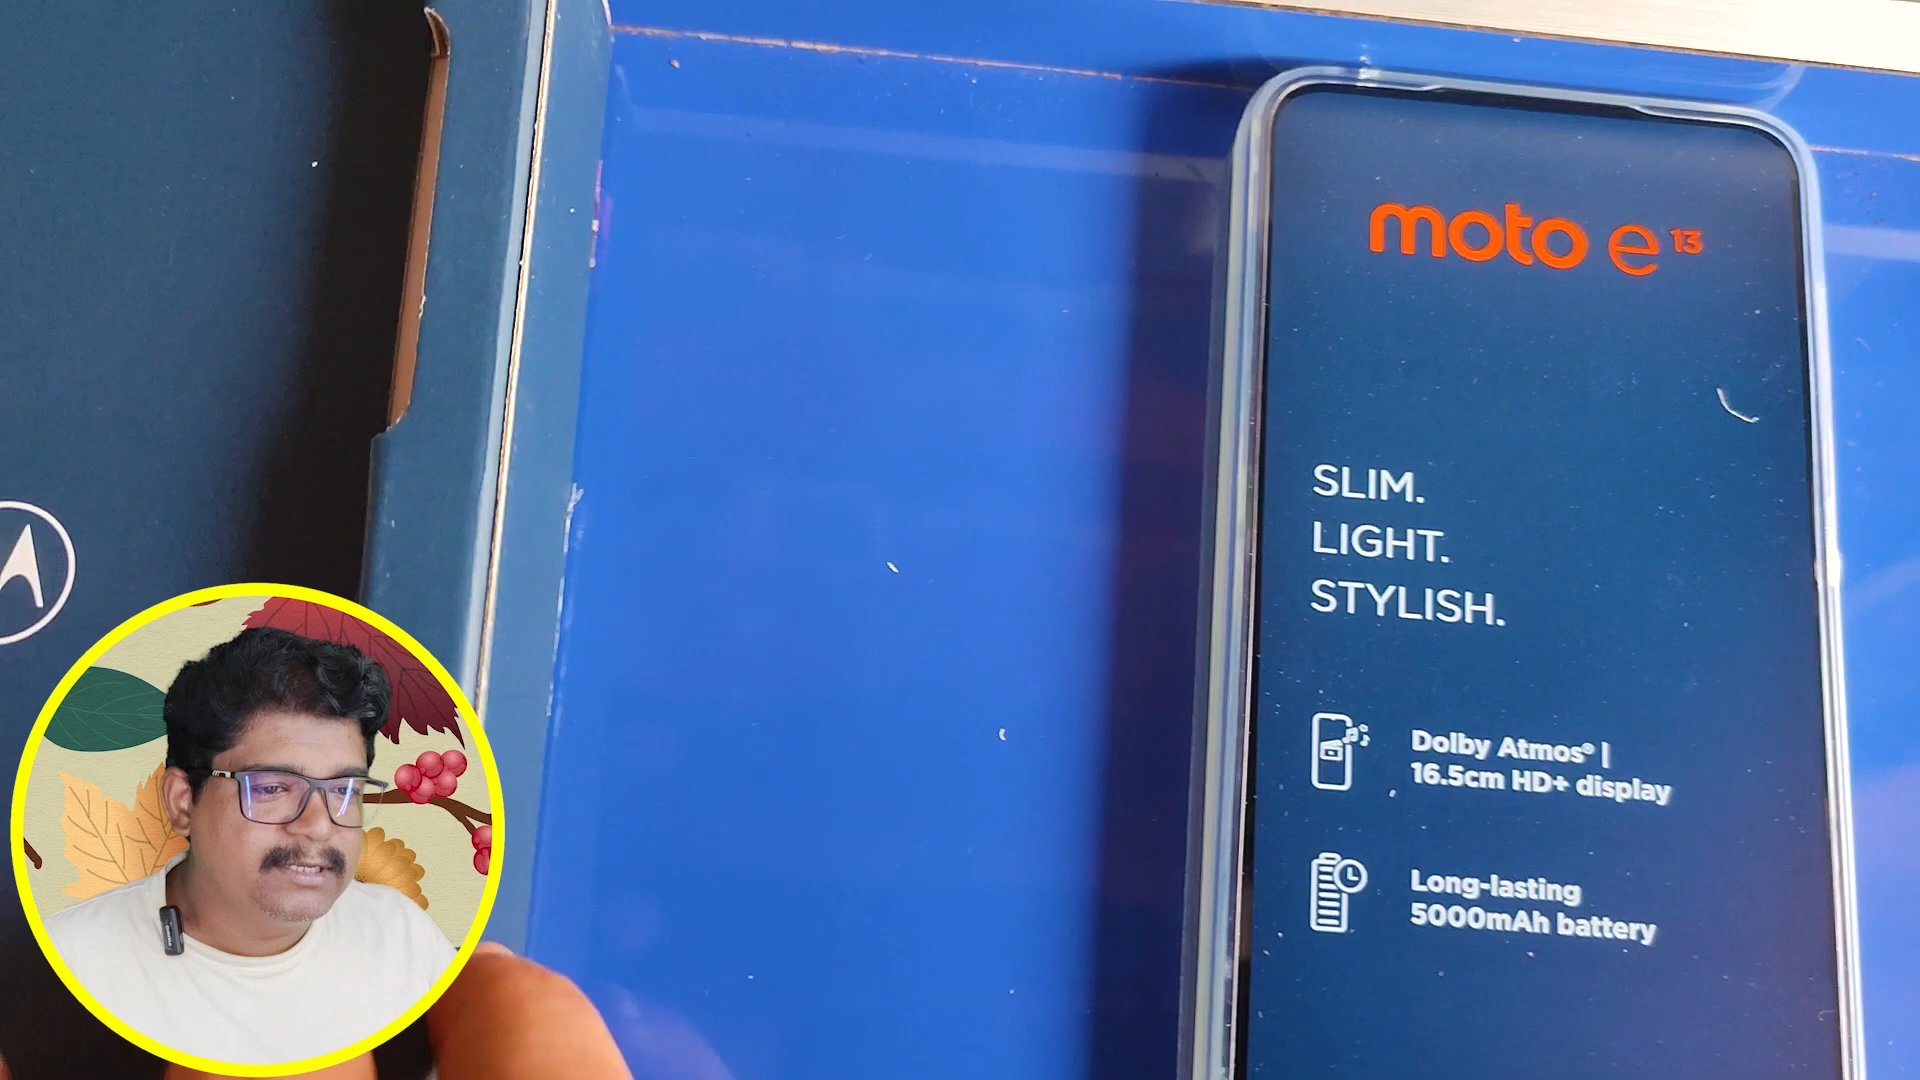 moto e13
SLIM.
LIGHT.
STYLISH.
Dolby Atmos® |
16.5cm HD+ display
Long-lasting
5000mAh battery